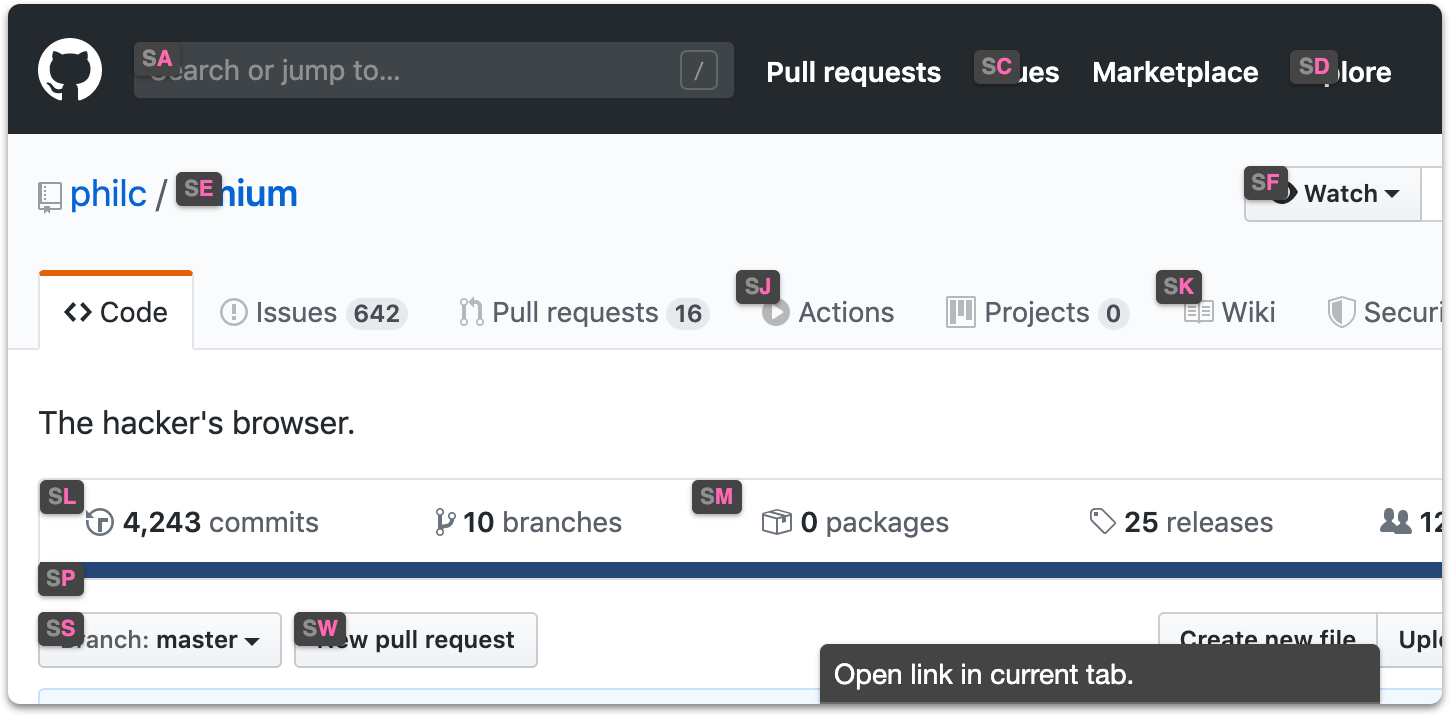 SA earch or jump to... / Pull requests SC ues Marketplace SD plore
philc / SE nium SF Watch
Code Issues 642 Pull requests 16 SJ Actions Projects 0 SK Wiki Securi
The hacker's browser.
SL 4,243 commits 10 branches SM 0 packages 25 releases 12
SP
SS ranch: master SW ew pull request Create new file Uplo
Open link in current tab.